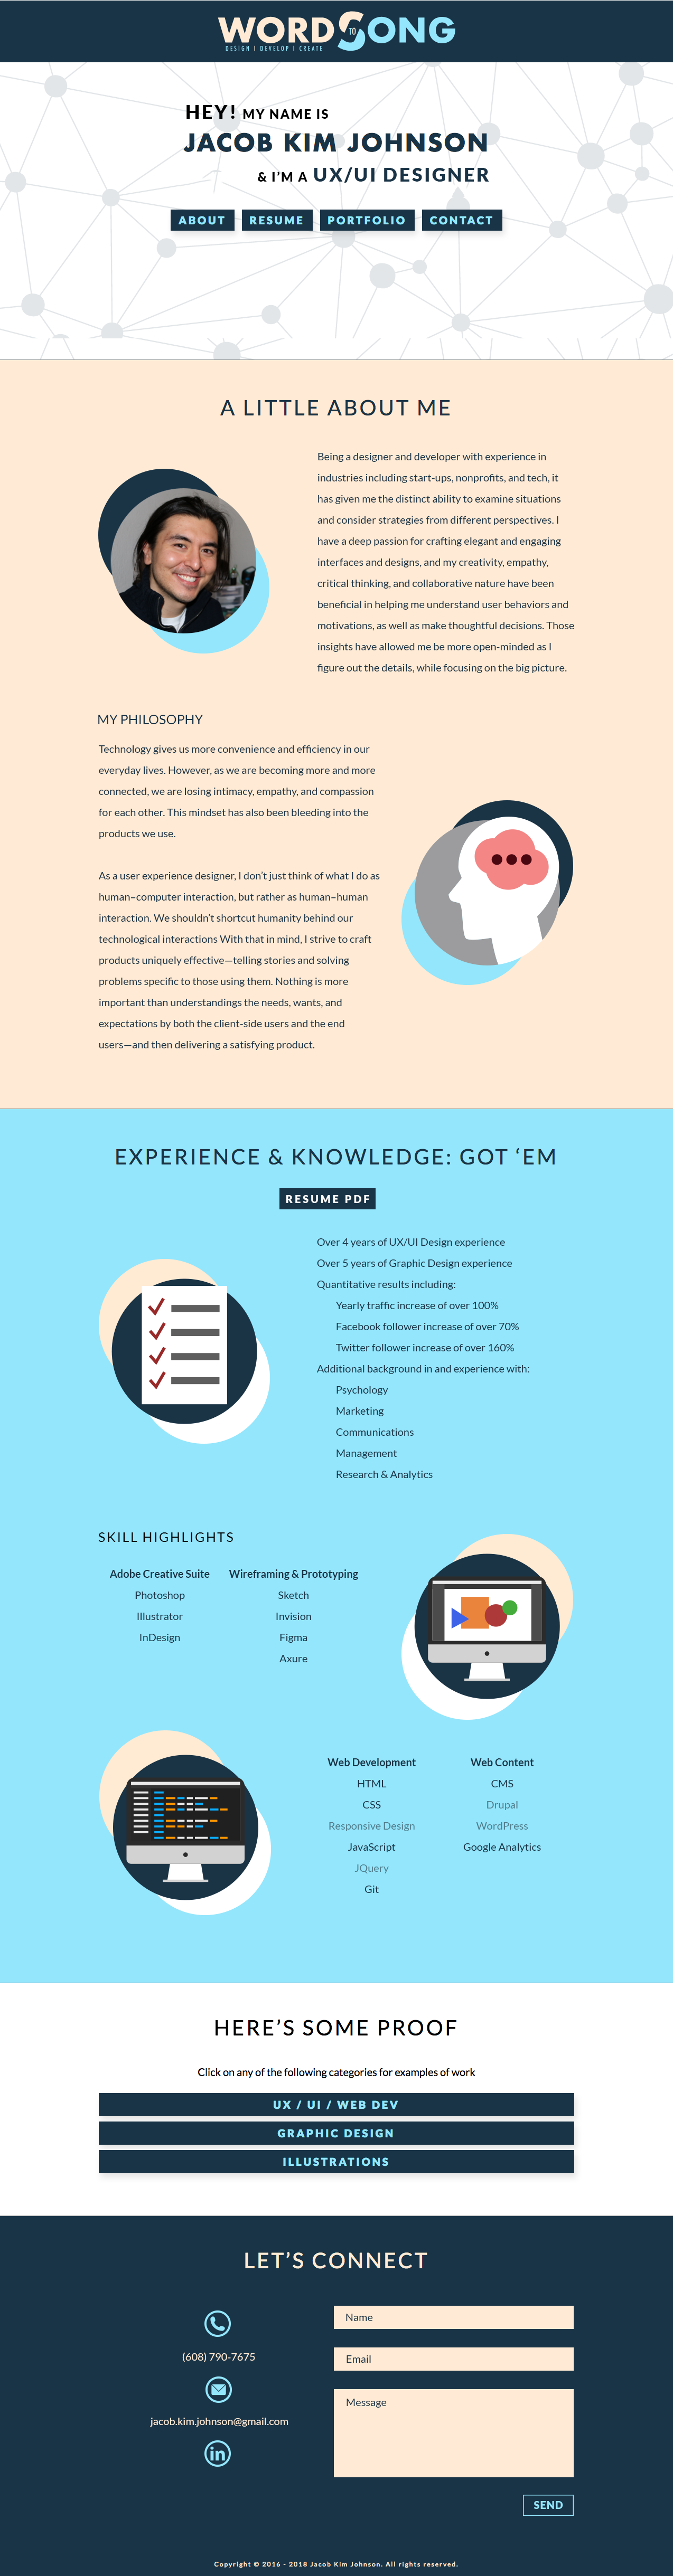 WORD TO SONG
DESIGN | DEVELOP | CREATE
HEY! MY NAME IS
JACOB KIM JOHNSON
& I'M A UX/UI DESIGNER
ABOUT RESUME PORTFOLIO CONTACT
A LITTLE ABOUT ME
Being a designer and developer with experience in
industries including start-ups, nonprofits, and tech, it
has given me the distinct ability to examine situations
and consider strategies from different perspectives. I
have a deep passion for crafting elegant and engaging
interfaces and designs, and my creativity, empathy,
critical thinking, and collaborative nature have been
beneficial in helping me understand user behaviors and
motivations, as well as make thoughtful decisions. Those
insights have allowed me be more open-minded as I
figure out the details, while focusing on the big picture.
MY PHILOSOPHY
Technology gives us more convenience and efficiency in our
everyday lives. However, as we are becoming more and more
connected, we are losing intimacy, empathy, and compassion
for each other. This mindset has also been bleeding into the
products we use.
As a user experience designer, I don't just think of what I do as
human–computer interaction, but rather as human–human
interaction. We shouldn't shortcut humanity behind our
technological interactions With that in mind, I strive to craft
products uniquely effective—telling stories and solving
problems specific to those using them. Nothing is more
important than understandings the needs, wants, and
expectations by both the client-side users and the end
users—and then delivering a satisfying product.
EXPERIENCE & KNOWLEDGE: GOT ‘EM
RESUME PDF
Over 4 years of UX/UI Design experience
Over 5 years of Graphic Design experience
Quantitative results including:
Yearly traffic increase of over 100%
Facebook follower increase of over 70%
Twitter follower increase of over 160%
Additional background in and experience with:
Psychology
Marketing
Communications
Management
Research & Analytics
SKILL HIGHLIGHTS
Adobe Creative Suite
Photoshop
Illustrator
InDesign
Wireframing & Prototyping
Sketch
Invision
Figma
Axure
Web Development
HTML
CSS
Responsive Design
JavaScript
JQuery
Git
Web Content
CMS
Drupal
WordPress
Google Analytics
HERE'S SOME PROOF
Click on any of the following categories for examples of work
UX / UI / WEB DEV
GRAPHIC DESIGN
ILLUSTRATIONS
LET'S CONNECT
(608) 790-7675
jacob.kim.johnson@gmail.com
in
Name
Email
Message
SEND
Copyright © 2016 - 2018 Jacob Kim Johnson. All rights reserved.